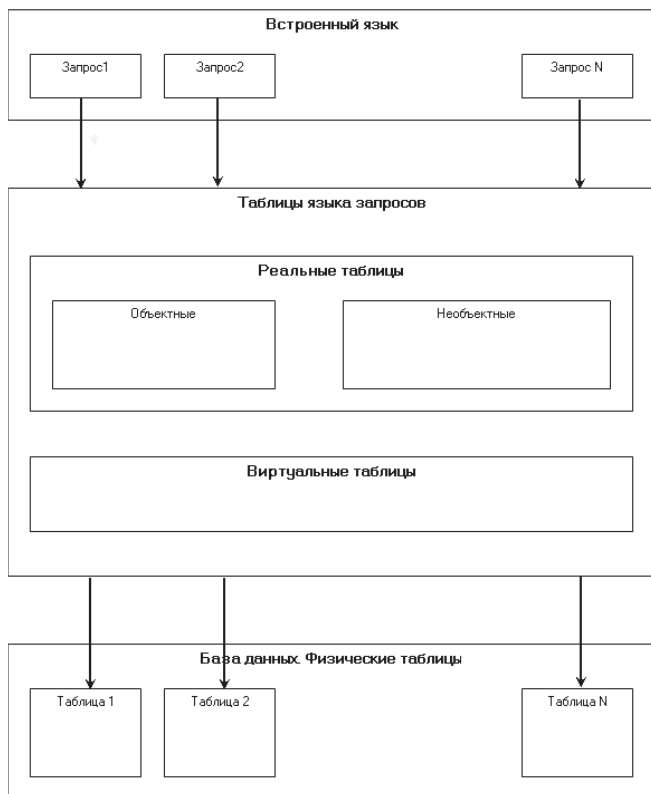 Встроенный язык
Запрос1
Запрос2
Запрос N
Таблицы языка запросов
Реальные таблицы
Объектные
Необъектные
Виртуальные таблицы
База данных. Физические таблицы
Таблица 1
Таблица 2
Таблица N